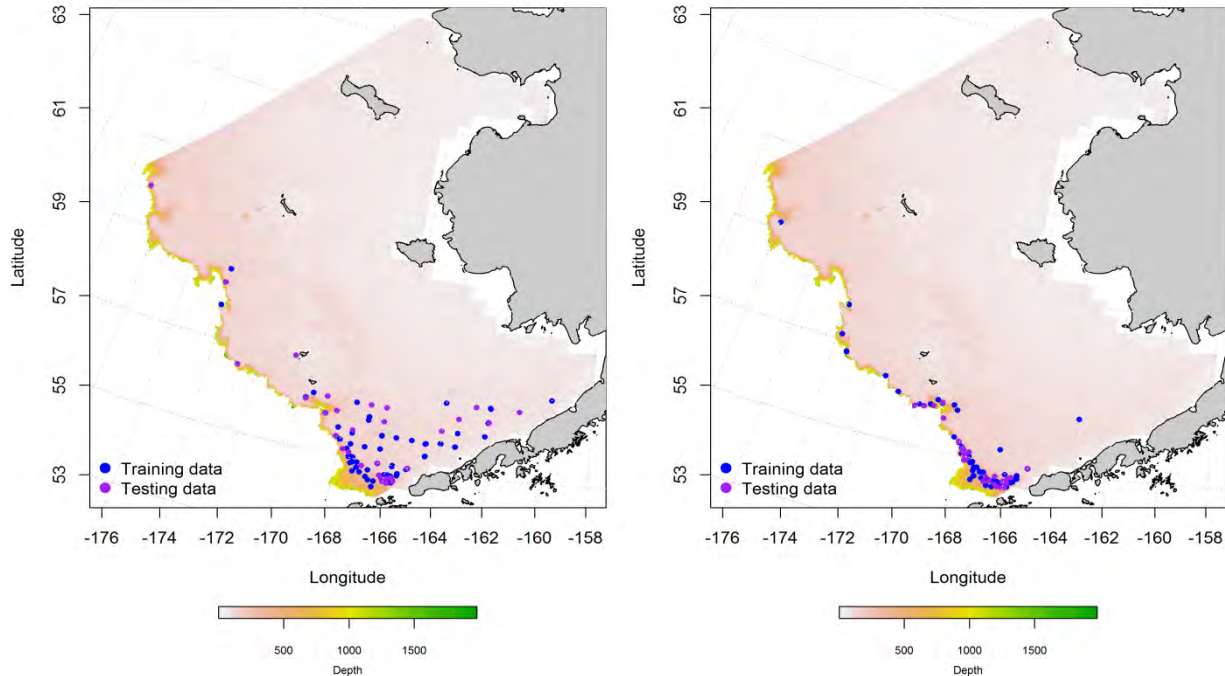 63
61
59
57
55
53
Latitude
Training data
Testing data
-176 -174 -172 -170 -168 -166 -164 -162 -160 -158
Longitude
500 1000 1500
Depth
63
61
59
57
55
53
Latitude
Training data
Testing data
-176 -174 -172 -170 -168 -166 -164 -162 -160 -158
Longitude
500 1000 1500
Depth